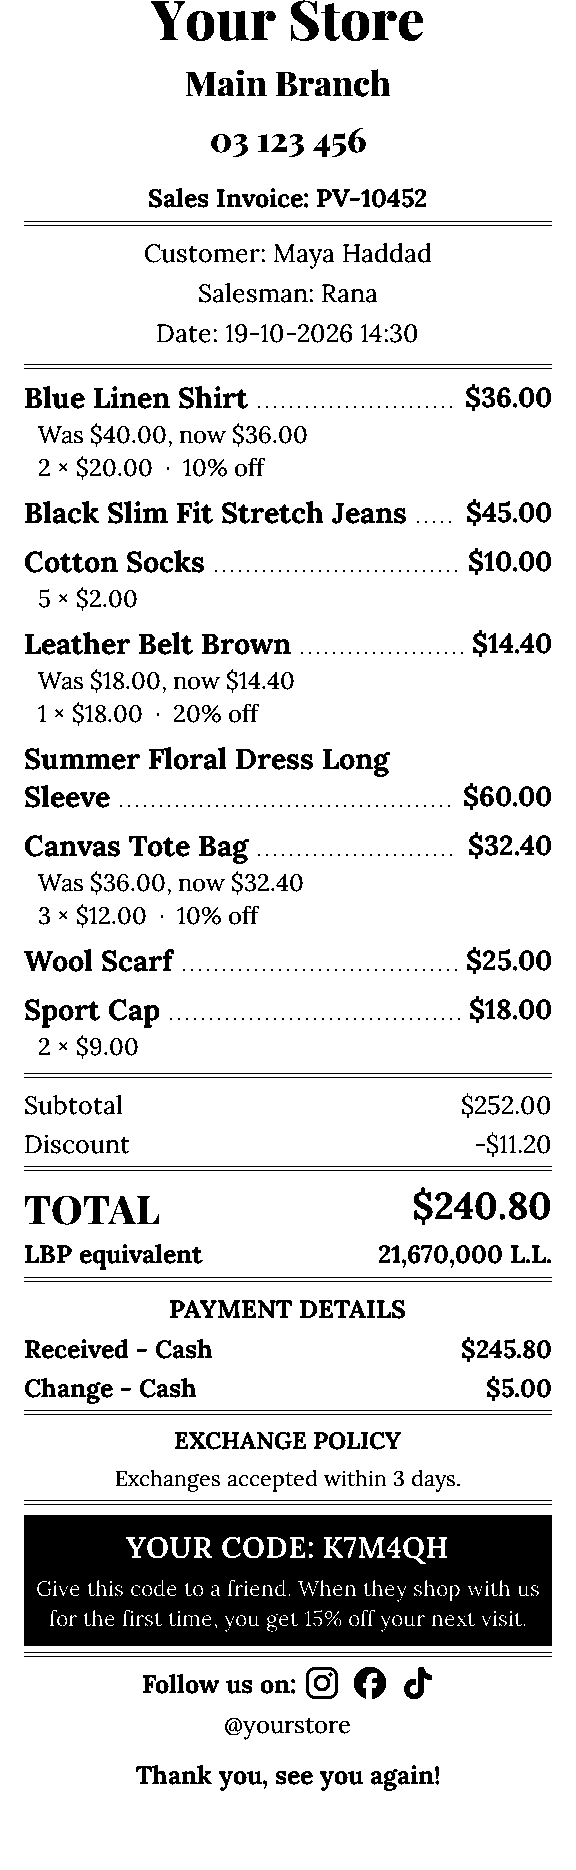 Your Store
Main Branch
03 123 456
Sales Invoice: PV-10452
Customer: Maya Haddad
Salesman: Rana
Date: 19-10-2026 14:30
Blue Linen Shirt ........................ $36.00
Was $40.00, now $36.00
2 × $20.00 · 10% off
Black Slim Fit Stretch Jeans ..... $45.00
Cotton Socks .............................. $10.00
5 × $2.00
Leather Belt Brown .................... $14.40
Was $18.00, now $14.40
1 × $18.00 · 20% off
Summer Floral Dress Long
Sleeve ......................................... $60.00
Canvas Tote Bag ........................ $32.40
Was $36.00, now $32.40
3 × $12.00 · 10% off
Wool Scarf .................................. $25.00
Sport Cap .................................... $18.00
2 × $9.00
Subtotal $252.00
Discount -$11.20
TOTAL $240.80
LBP equivalent 21,670,000 L.L.
PAYMENT DETAILS
Received - Cash $245.80
Change - Cash $5.00
EXCHANGE POLICY
Exchanges accepted within 3 days.
YOUR CODE: K7M4QH
Give this code to a friend. When they shop with us
for the first time, you get 15% off your next visit.
Follow us on:
@yourstore
Thank you, see you again!